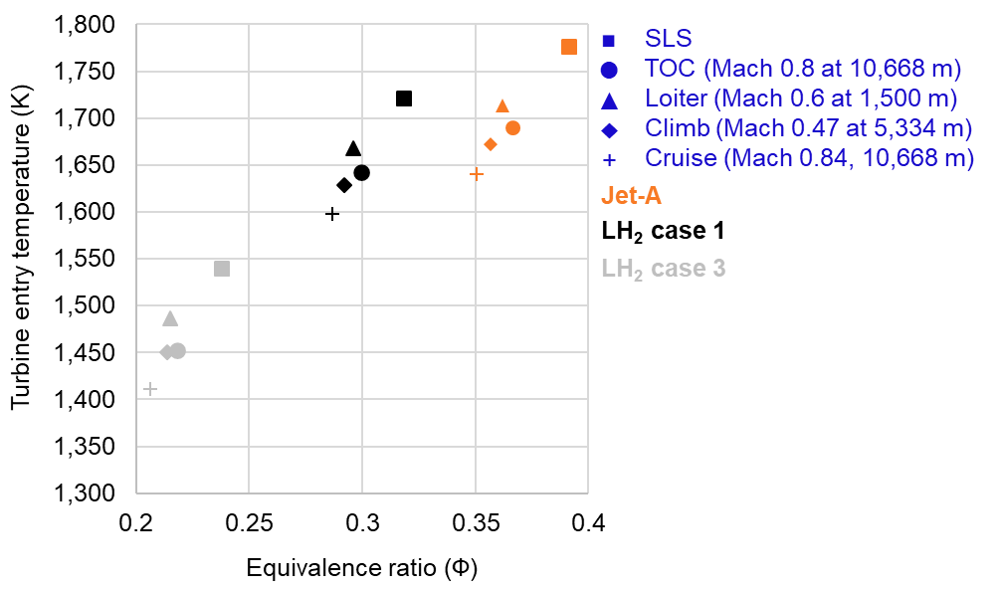 1,800
1,750
1,700
1,650
1,600
1,550
1,500
1,450
1,400
1,350
1,300
Turbine entry temperature (K)
0.2 0.25 0.3 0.35 0.4
Equivalence ratio (Φ)
SLS
TOC (Mach 0.8 at 10,668 m)
Loiter (Mach 0.6 at 1,500 m)
Climb (Mach 0.47 at 5,334 m)
Cruise (Mach 0.84, 10,668 m)
Jet-A
LH₂ case 1
LH₂ case 3